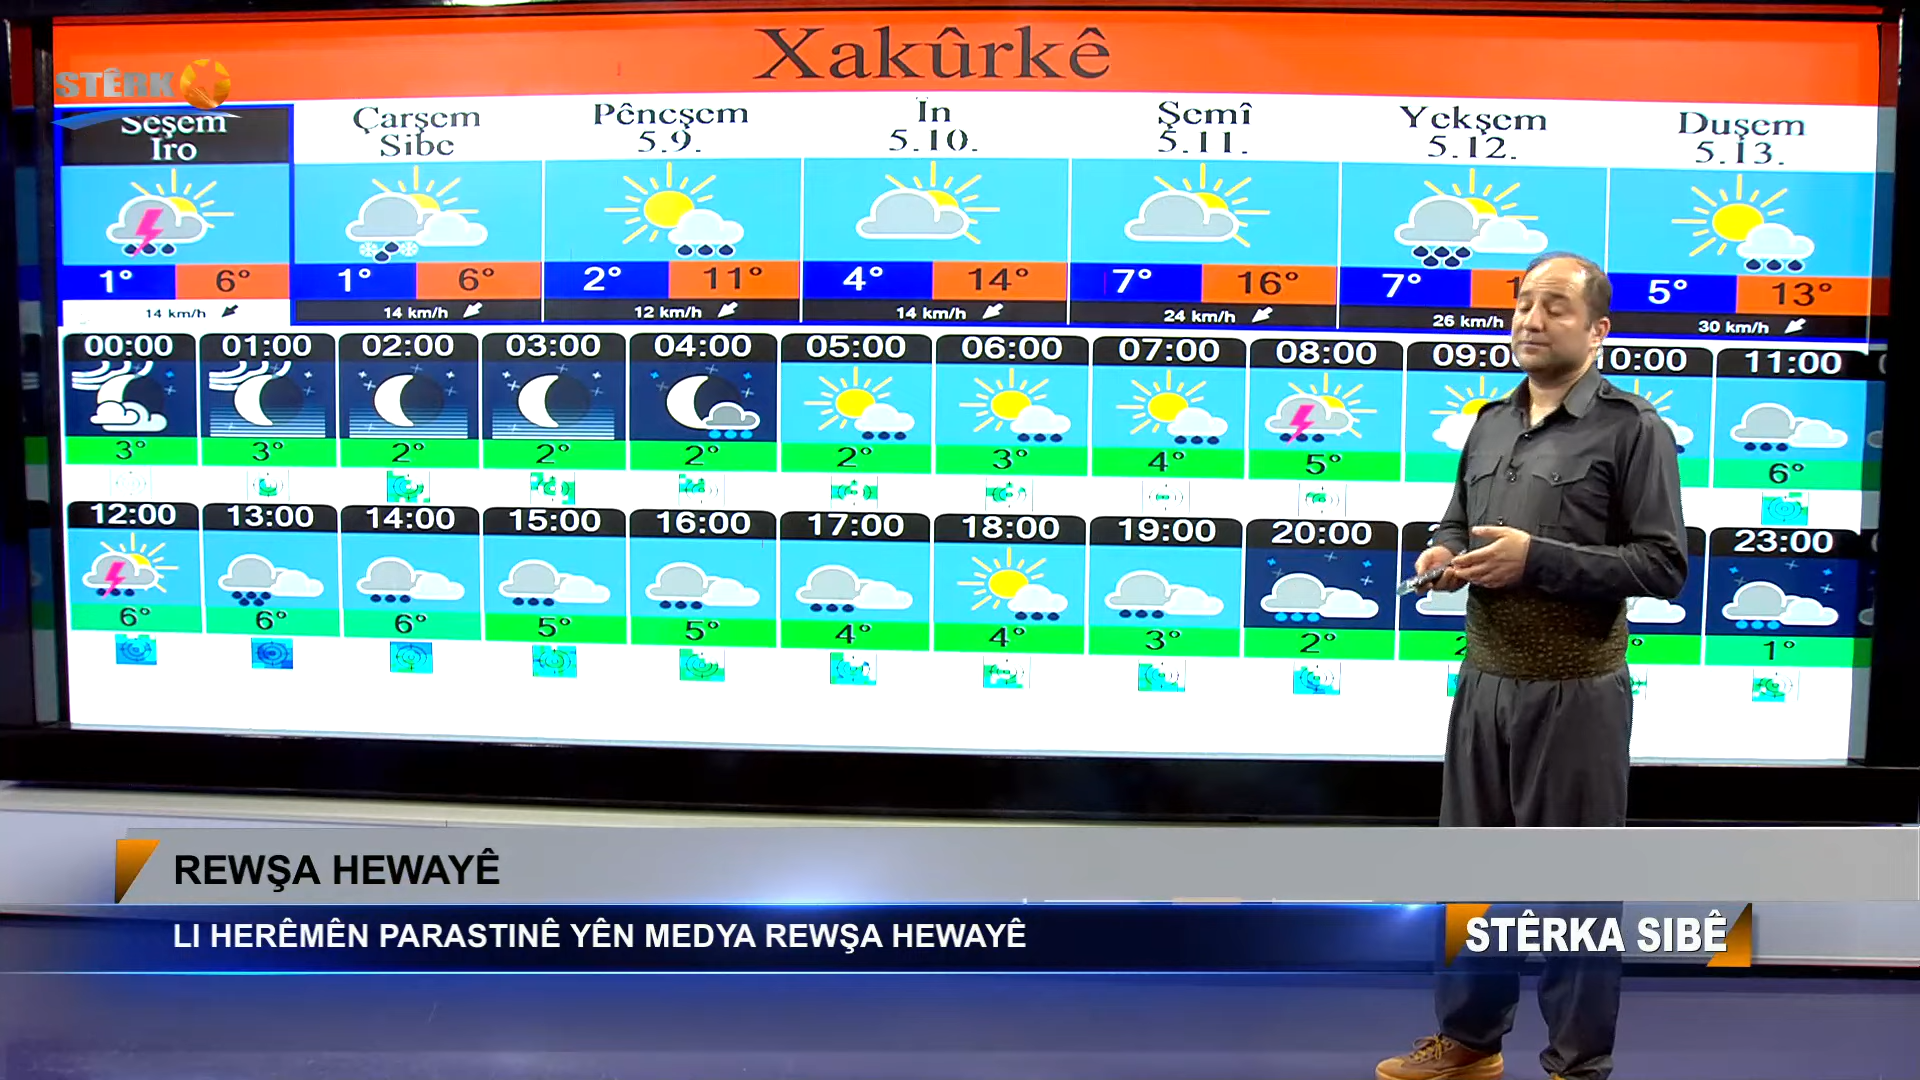 Xakûrkê
STÊRK
Sêşem
Îro
Çarşem
Sibe
Pêncşem
5.9.
În
5.10.
Şemî
5.11.
Yekşem
5.12.
Duşem
5.13.
1° 6°
1° 6°
2° 11°
4° 14°
7° 16°
7°
5° 13°
14 km/h
14 km/h
12 km/h
14 km/h
24 km/h
26 km/h
30 km/h
00:00 01:00 02:00 03:00 04:00 05:00 06:00 07:00 08:00 10:00 11:00
3° 3° 2° 2° 2° 2° 3° 4° 5° 6°
12:00 13:00 14:00 15:00 16:00 17:00 18:00 19:00 20:00 23:00
6° 6° 6° 5° 5° 4° 4° 3° 2° 1°
REWŞA HEWAYÊ
LI HERÊMÊN PARASTINÊ YÊN MEDYA REWŞA HEWAYÊ
STÊRKA SIBÊ